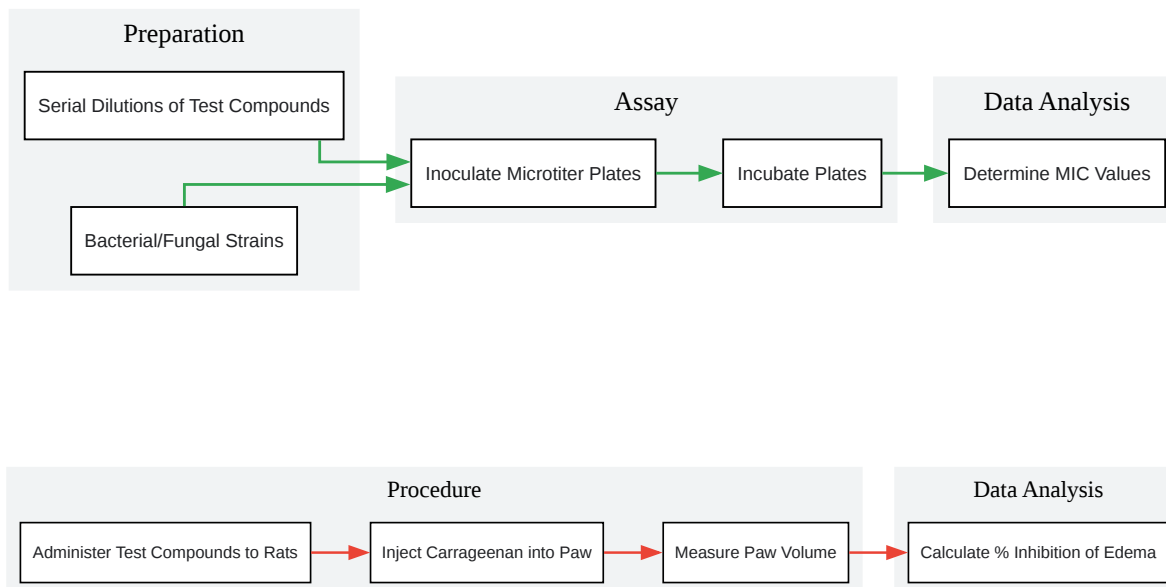 Preparation
Serial Dilutions of Test Compounds
Bacterial/Fungal Strains
Assay
Inoculate Microtiter Plates
Incubate Plates
Data Analysis
Determine MIC Values
Procedure
Administer Test Compounds to Rats
Inject Carrageenan into Paw
Measure Paw Volume
Data Analysis
Calculate % Inhibition of Edema